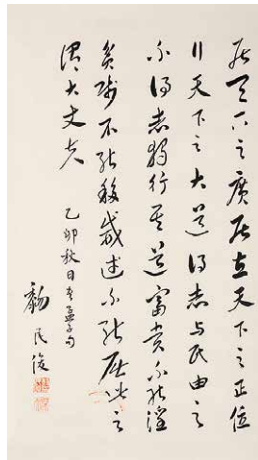 居天下之廣居立天下之正位
行天下之大道得志与民由之
不得志獨行其道富貴不能淫
貧賤不能移威武不能屈此之
謂大丈夫
乙卯秋日書孟子句
民